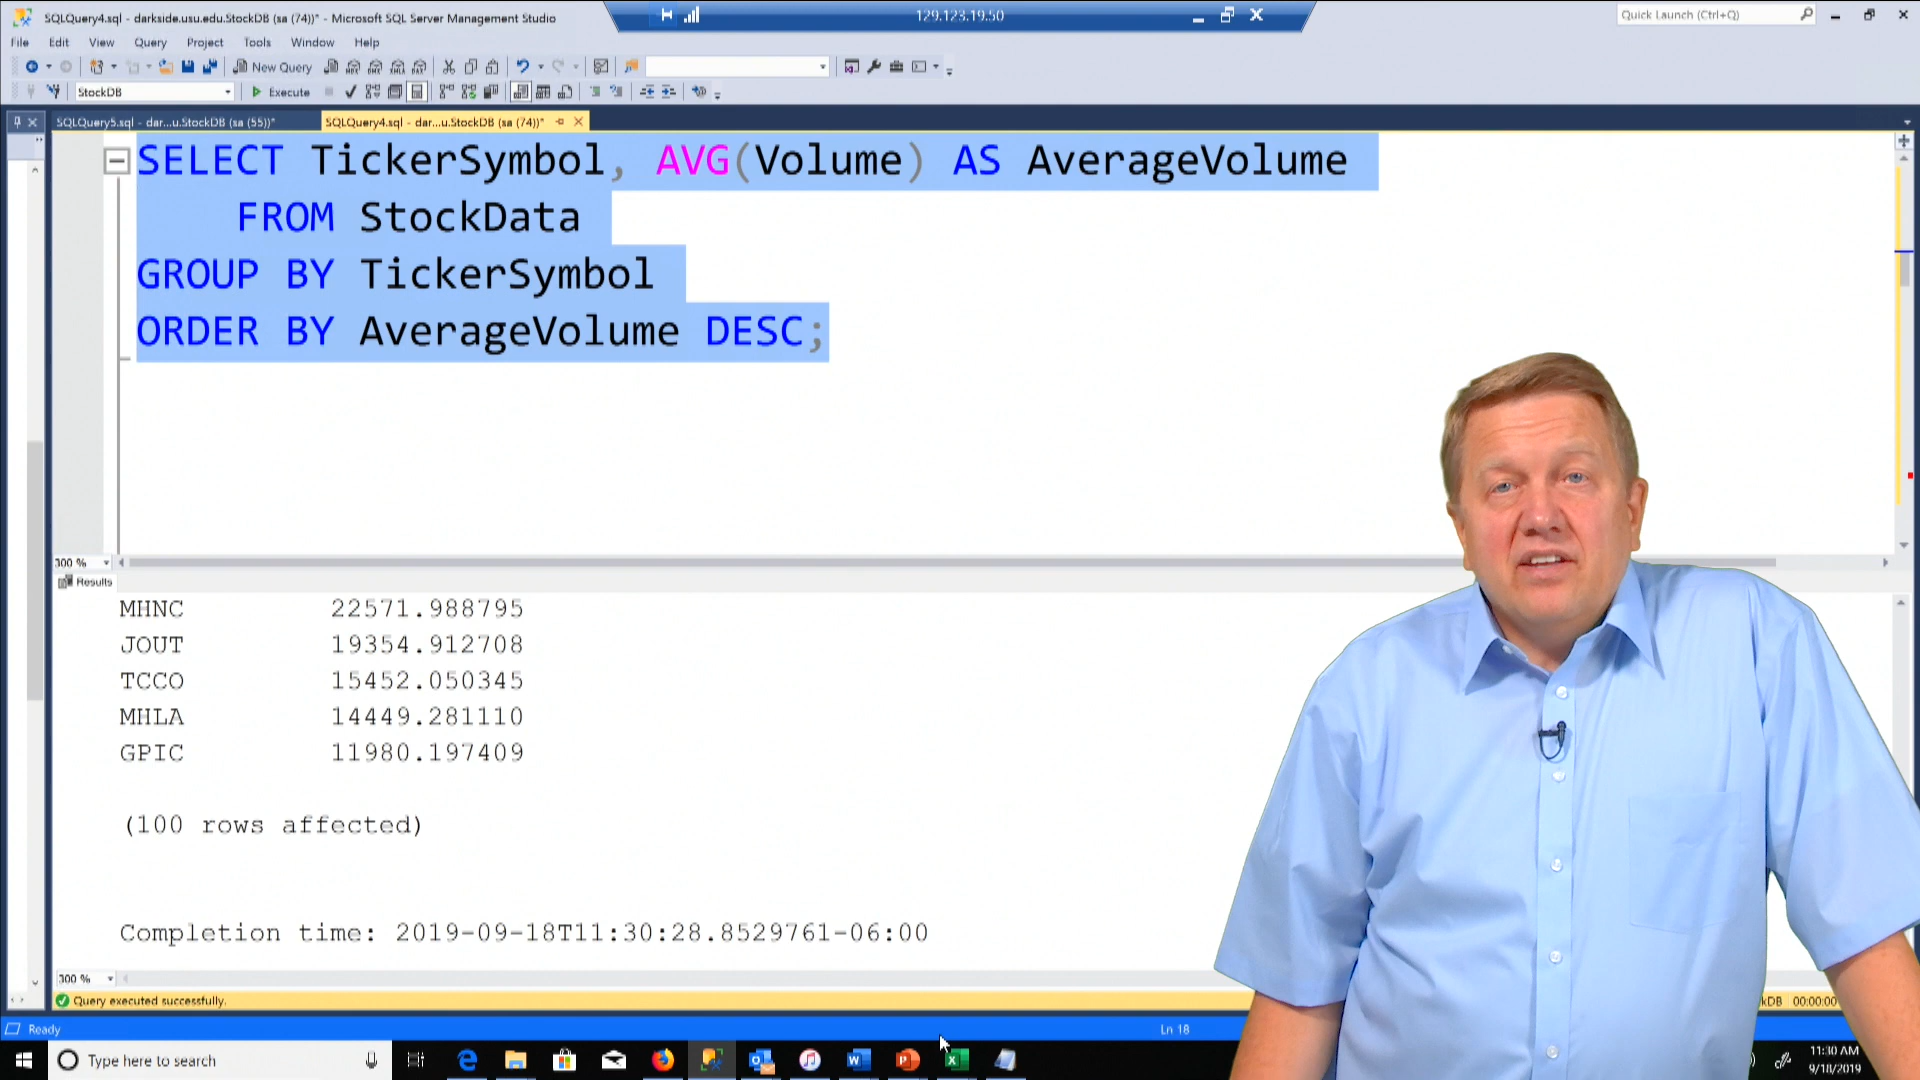 SQLQuery4.sql - darkside.usu.edu.StockDB (sa (74))* - Microsoft SQL Server Management Studio
129.123.19.50
Quick Launch (Ctrl+Q)
File Edit View Query Project Tools Window Help
New Query
StockDB
Execute
SQLQuery5.sql - dar...u.StockDB (sa (55))*
SQLQuery4.sql - dar...u.StockDB (sa (74))*
SELECT TickerSymbol, AVG(Volume) AS AverageVolume
FROM StockData
GROUP BY TickerSymbol
ORDER BY AverageVolume DESC;
300 %
Results
MHNC 22571.988795
JOUT 19354.912708
TCCO 15452.050345
MHLA 14449.281110
GPIC 11980.197409
(100 rows affected)
Completion time: 2019-09-18T11:30:28.8529761-06:00
300 %
Query executed successfully.
kDB 00:00:00
Ready
Ln 18
Type here to search
11:30 AM
9/18/2019